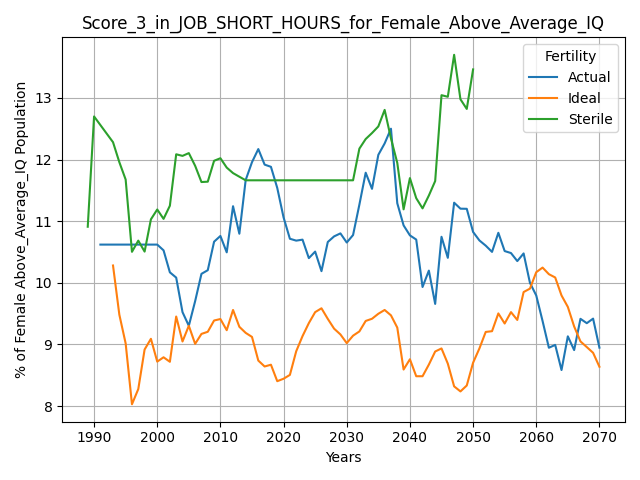 Score_3_in_JOB_SHORT_HOURS_for_Female_Above_Average_IQ
% of Female Above_Average_IQ Population
13
12
11
10
9
8
Fertility
Actual
Ideal
Sterile
1990 2000 2010 2020 2030 2040 2050 2060 2070
Years